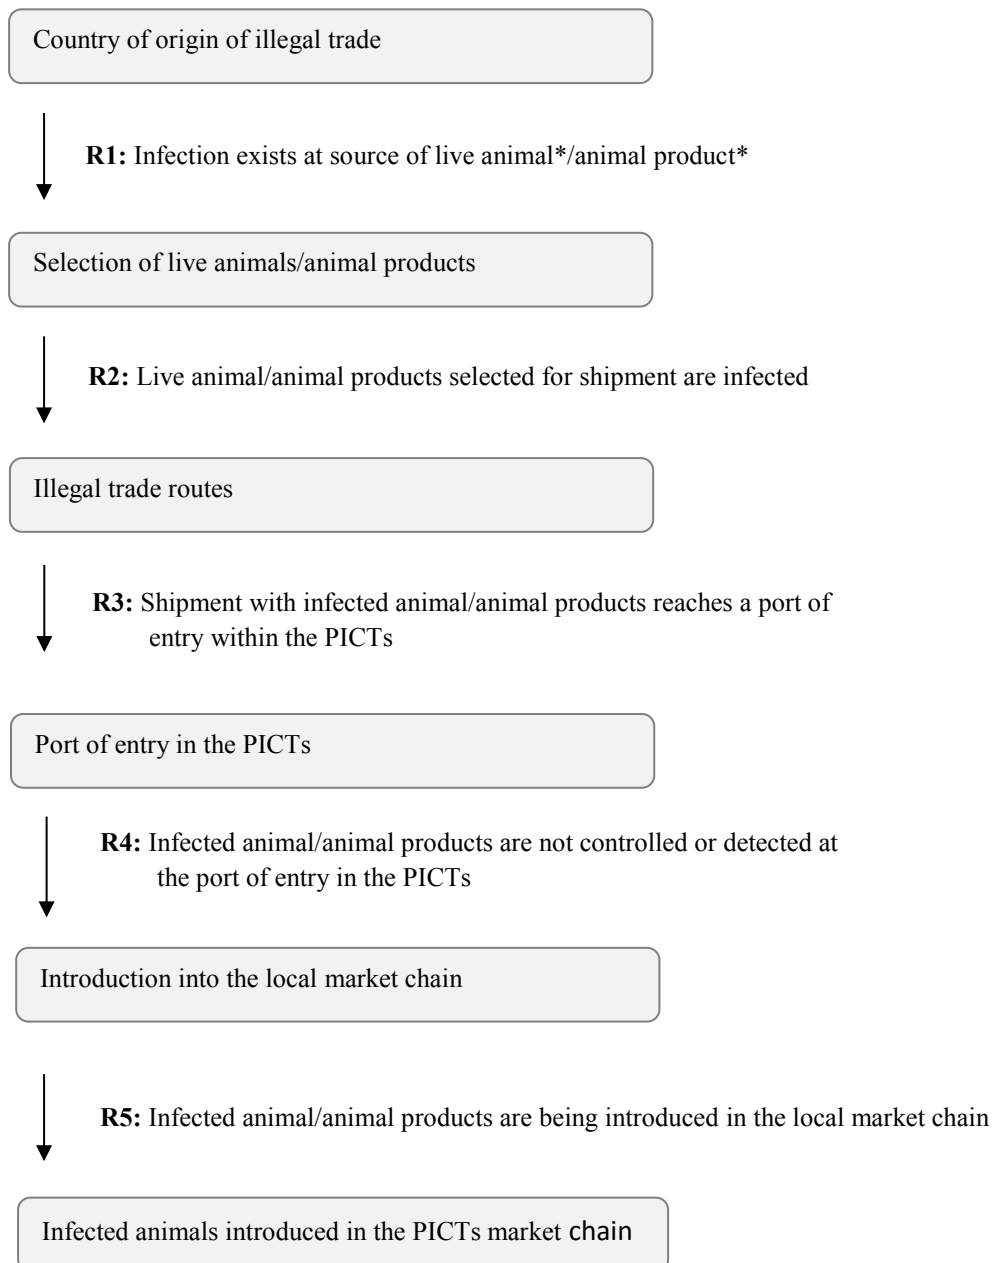 Country of origin of illegal trade
R1: Infection exists at source of live animal*/animal product*
Selection of live animals/animal products
R2: Live animal/animal products selected for shipment are infected
Illegal trade routes
R3: Shipment with infected animal/animal products reaches a port of
entry within the PICTs
Port of entry in the PICTs
R4: Infected animal/animal products are not controlled or detected at
the port of entry in the PICTs
Introduction into the local market chain
R5: Infected animal/animal products are being introduced in the local market chain
Infected animals introduced in the PICTs market chain